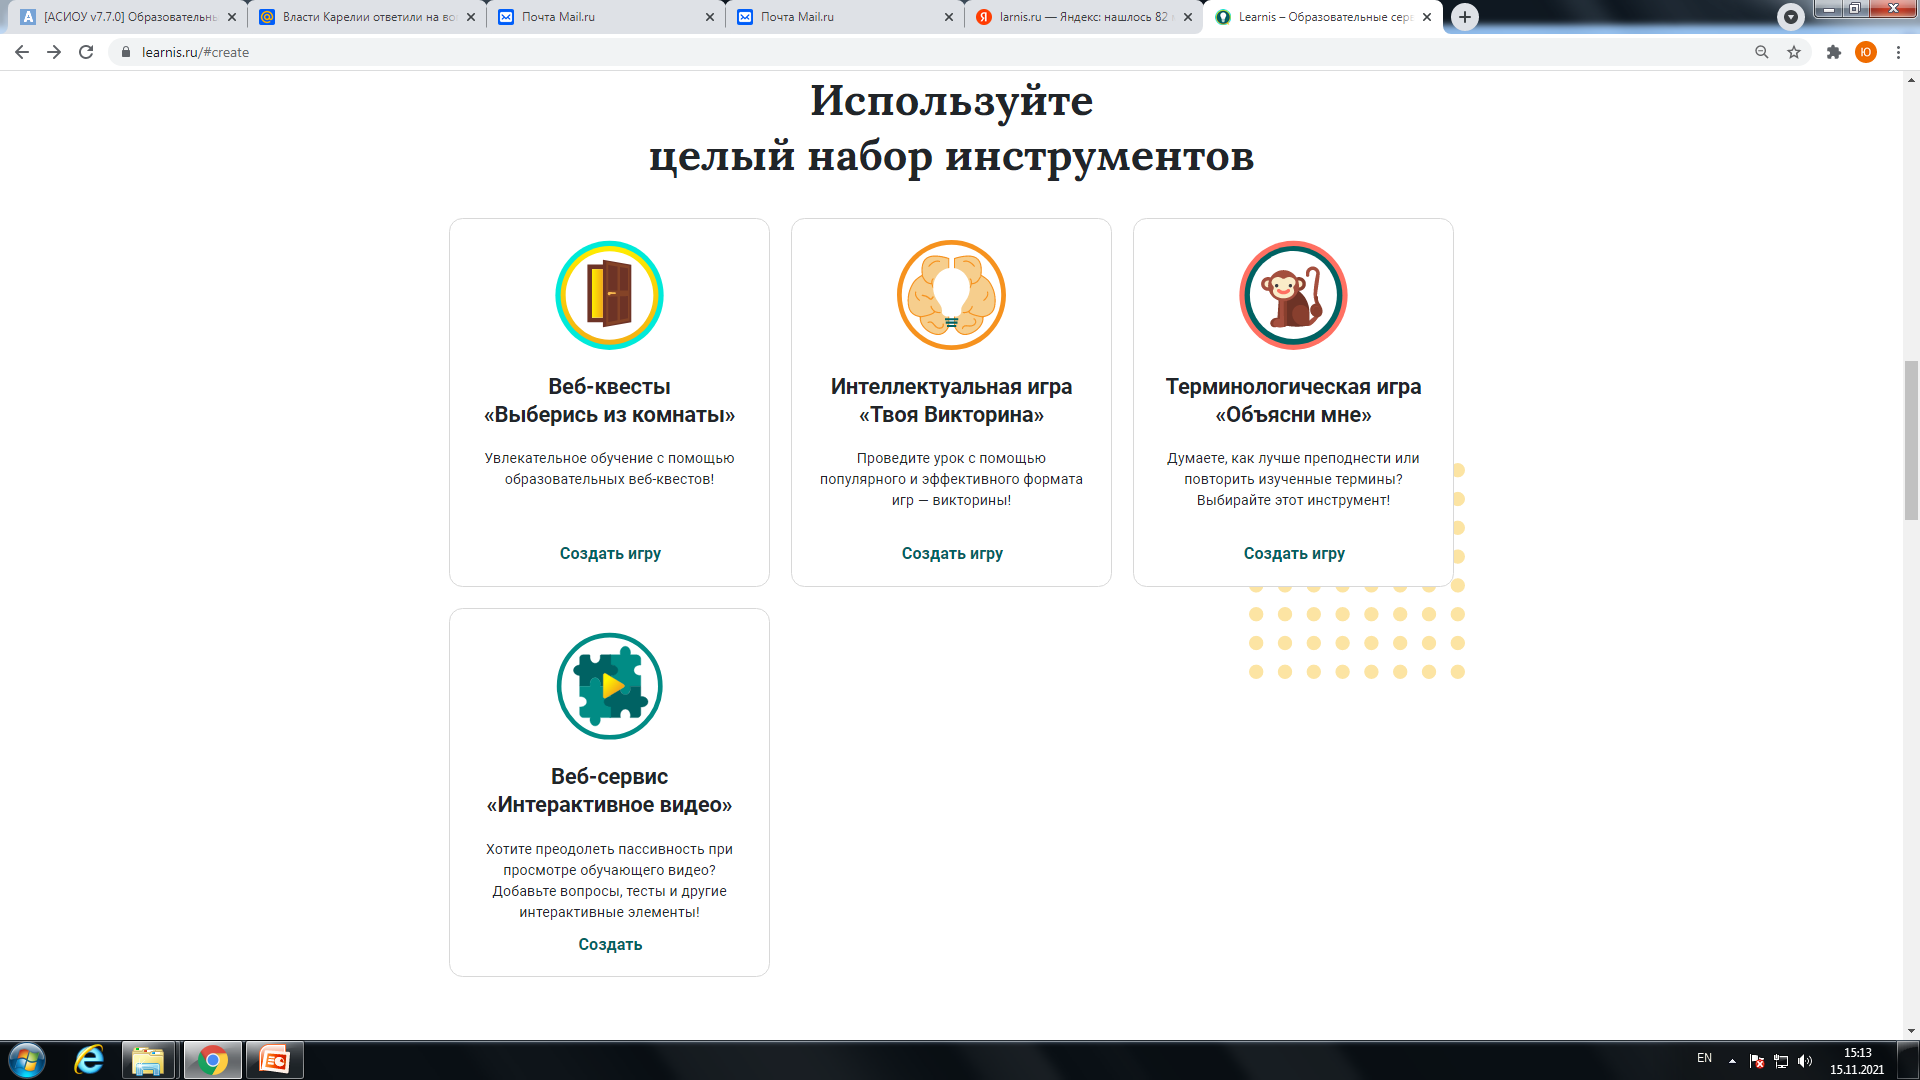 [АСИОУ v7.7.0] Образовательны
Власти Карелии ответили на во
Почта Mail.ru
Почта Mail.ru
larnis.ru — Яндекс: нашлось 82
Learnis – Образовательные сер
learnis.ru/#create
Ю
Используйте
целый набор инструментов
Веб-квесты
«Выберись из комнаты»
Увлекательное обучение с помощью
образовательных веб-квестов!
Создать игру
Интеллектуальная игра
«Твоя Викторина»
Проведите урок с помощью
популярного и эффективного формата
игр — викторины!
Создать игру
Терминологическая игра
«Объясни мне»
Думаете, как лучше преподнести или
повторить изученные термины?
Выбирайте этот инструмент!
Создать игру
Веб-сервис
«Интерактивное видео»
Хотите преодолеть пассивность при
просмотре обучающего видео?
Добавьте вопросы, тесты и другие
интерактивные элементы!
Создать
EN
15:13
15.11.2021